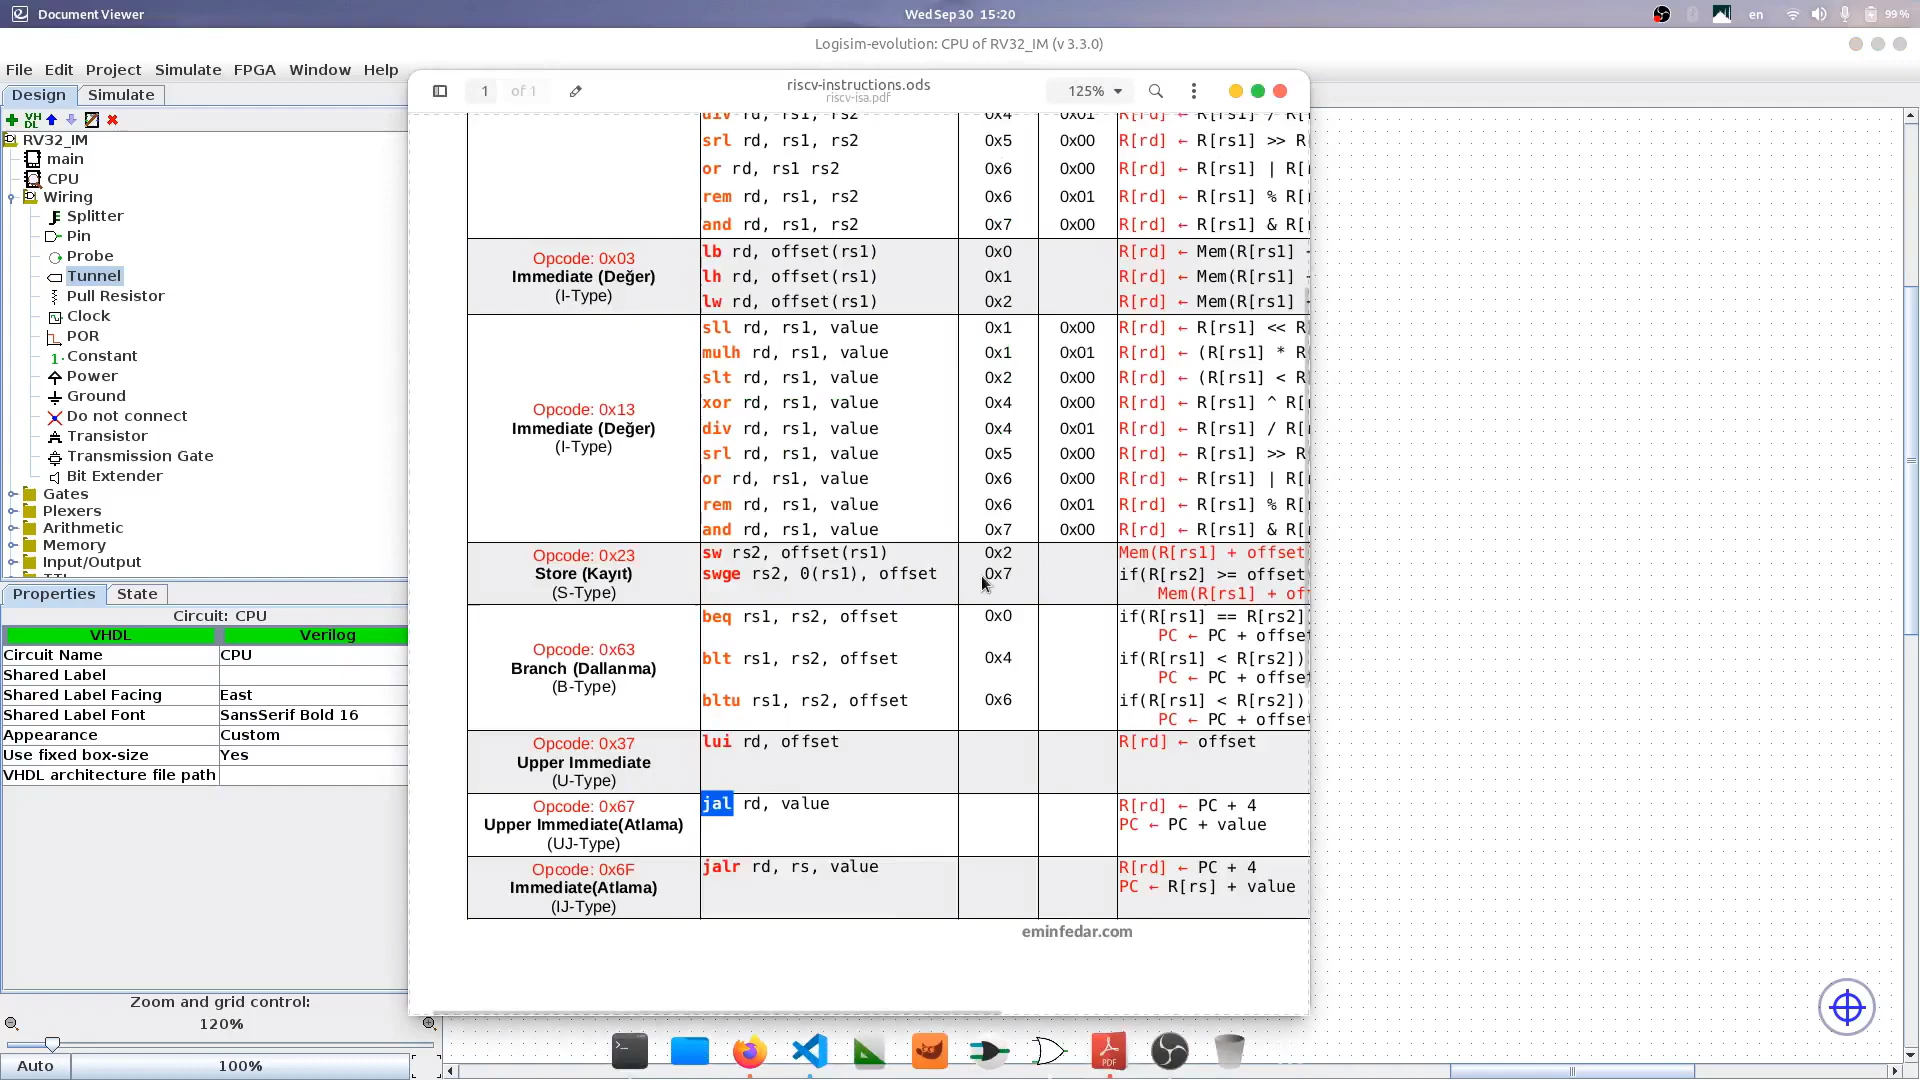 Document Viewer
Wed Sep 30 15:20
en
99%
Logisim-evolution: CPU of RV32_IM (v 3.3.0)
File Edit Project Simulate FPGA Window Help
Design Simulate
VH
DL
RV32_IM
main
CPU
Wiring
Splitter
Pin
Probe
Tunnel
Pull Resistor
Clock
POR
Constant
Power
Ground
Do not connect
Transistor
Transmission Gate
Bit Extender
Gates
Plexers
Arithmetic
Memory
Input/Output
Properties State
Circuit: CPU
VHDL Verilog
Circuit Name CPU
Shared Label
Shared Label Facing East
Shared Label Font SansSerif Bold 16
Appearance Custom
Use fixed box-size Yes
VHDL architecture file path
Zoom and grid control:
120%
Auto 100%
1 of 1
riscv-instructions.ods
riscv-isa.pdf
125%
div rd, rs1, rs2 0x4 0x01 R[rd] ← R[rs1] / R
srl rd, rs1, rs2 0x5 0x00 R[rd] ← R[rs1] >> R
or rd, rs1 rs2 0x6 0x00 R[rd] ← R[rs1] | R[
rem rd, rs1, rs2 0x6 0x01 R[rd] ← R[rs1] % R[
and rd, rs1, rs2 0x7 0x00 R[rd] ← R[rs1] & R[
Opcode: 0x03
Immediate (Değer)
(I-Type)
lb rd, offset(rs1) 0x0 R[rd] ← Mem(R[rs1]
lh rd, offset(rs1) 0x1 R[rd] ← Mem(R[rs1]
lw rd, offset(rs1) 0x2 R[rd] ← Mem(R[rs1]
Opcode: 0x13
Immediate (Değer)
(I-Type)
sll rd, rs1, value 0x1 0x00 R[rd] ← R[rs1] << R
mulh rd, rs1, value 0x1 0x01 R[rd] ← (R[rs1] * R
slt rd, rs1, value 0x2 0x00 R[rd] ← (R[rs1] < R
xor rd, rs1, value 0x4 0x00 R[rd] ← R[rs1] ^ R[
div rd, rs1, value 0x4 0x01 R[rd] ← R[rs1] / R[
srl rd, rs1, value 0x5 0x00 R[rd] ← R[rs1] >> R
or rd, rs1, value 0x6 0x00 R[rd] ← R[rs1] | R[
rem rd, rs1, value 0x6 0x01 R[rd] ← R[rs1] % R[
and rd, rs1, value 0x7 0x00 R[rd] ← R[rs1] & R[
Opcode: 0x23
Store (Kayıt)
(S-Type)
sw rs2, offset(rs1) 0x2 Mem(R[rs1] + offset
swge rs2, 0(rs1), offset 0x7 if(R[rs2] >= offset
Mem(R[rs1] + of
Opcode: 0x63
Branch (Dallanma)
(B-Type)
beq rs1, rs2, offset 0x0 if(R[rs1] == R[rs2]
PC ← PC + offse
blt rs1, rs2, offset 0x4 if(R[rs1] < R[rs2])
PC ← PC + offse
bltu rs1, rs2, offset 0x6 if(R[rs1] < R[rs2])
PC ← PC + offse
Opcode: 0x37
Upper Immediate
(U-Type)
lui rd, offset R[rd] ← offset
Opcode: 0x67
Upper Immediate(Atlama)
(UJ-Type)
jal rd, value R[rd] ← PC + 4
PC ← PC + value
Opcode: 0x6F
Immediate(Atlama)
(IJ-Type)
jalr rd, rs, value R[rd] ← PC + 4
PC ← R[rs] + value
eminfedar.com
PDF